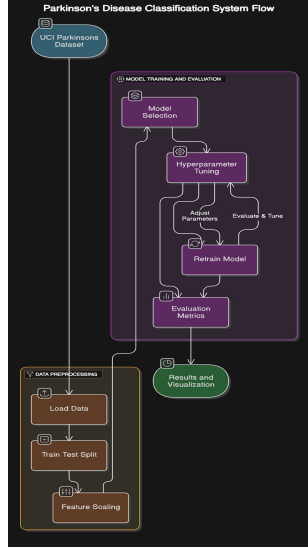 Parkinson's Disease Classification System Flow
UCI Parkinsons
Dataset
MODEL TRAINING AND EVALUATION
Model
Selection
Hyperparameter
Tuning
Adjust
Parameters
Evaluate & Tune
Retrain Model
Evaluation
Metrics
Results and
Visualization
DATA PREPROCESSING
Load Data
Train Test Split
Feature Scaling